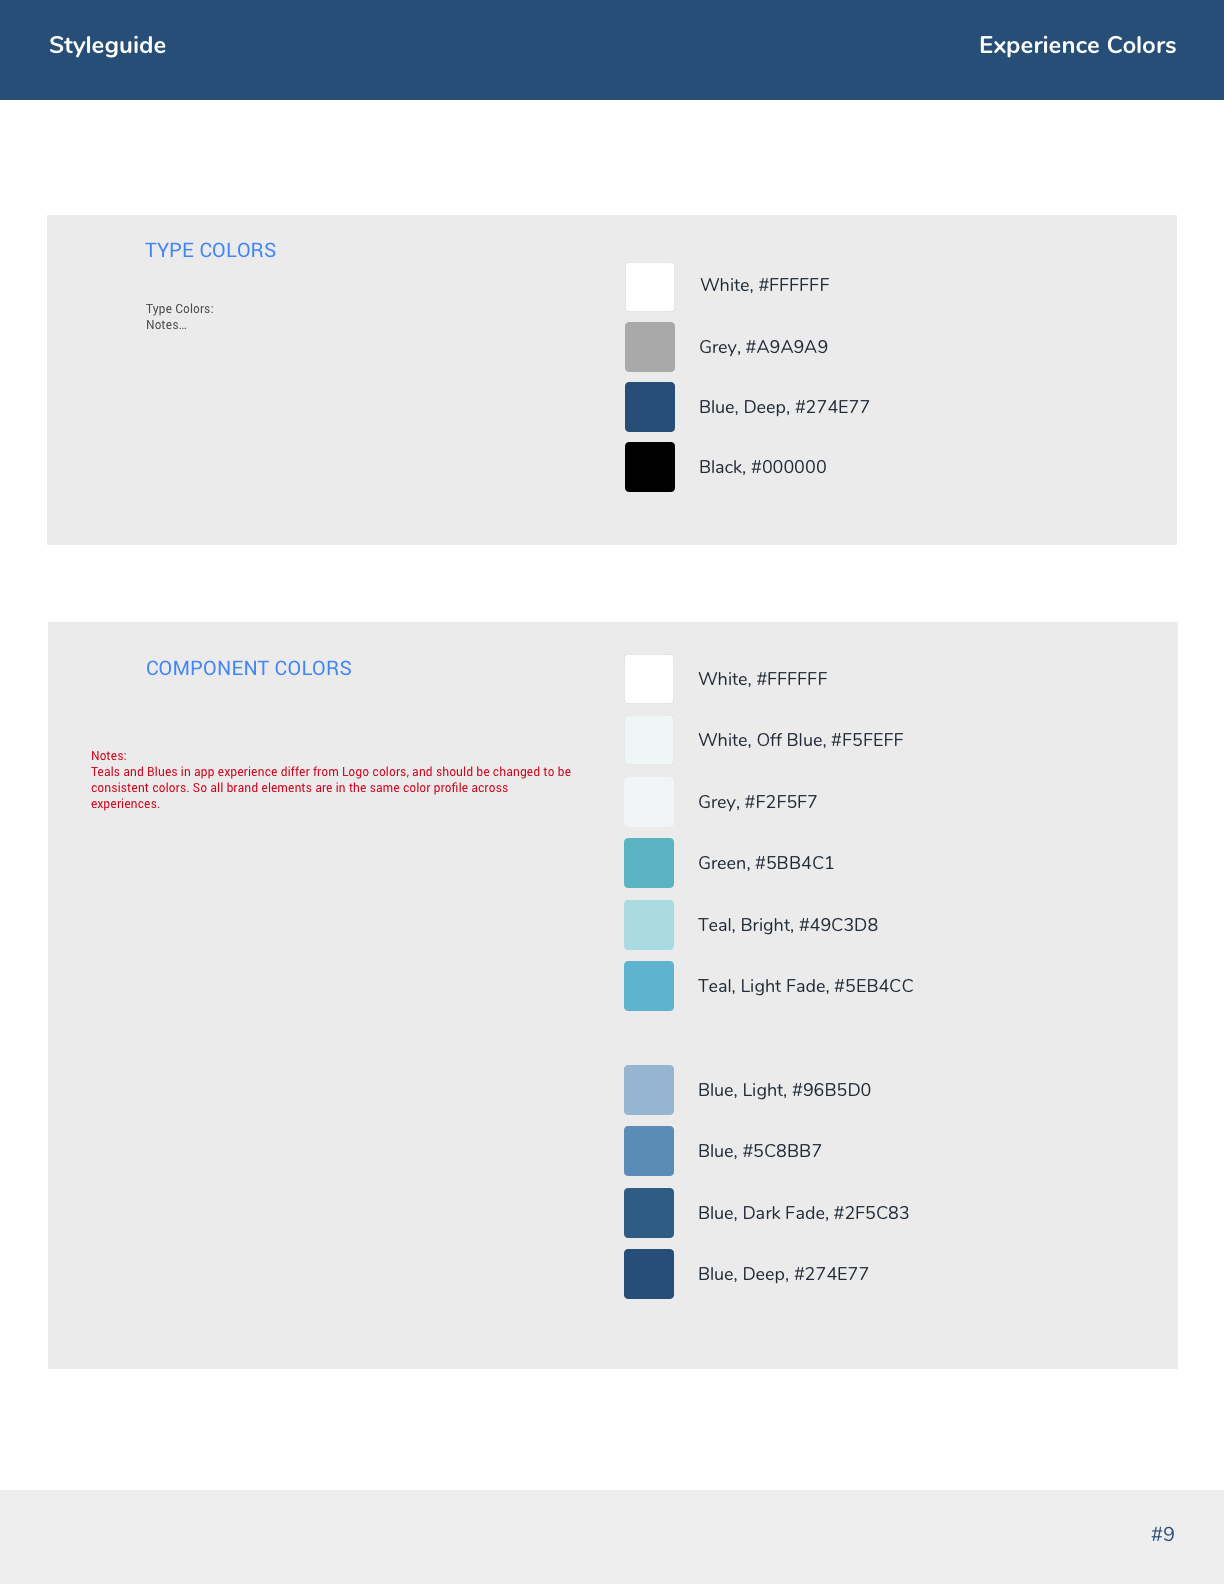 Styleguide
Experience Colors
TYPE COLORS
Type Colors:
Notes...
White, #FFFFFF
Grey, #A9A9A9
Blue, Deep, #274E77
Black, #000000
COMPONENT COLORS
Notes:
Teals and Blues in app experience differ from Logo colors, and should be changed to be
consistent colors. So all brand elements are in the same color profile across
experiences.
White, #FFFFFF
White, Off Blue, #F5FEFF
Grey, #F2F5F7
Green, #5BB4C1
Teal, Bright, #49C3D8
Teal, Light Fade, #5EB4CC
Blue, Light, #96B5D0
Blue, #5C8BB7
Blue, Dark Fade, #2F5C83
Blue, Deep, #274E77
#9